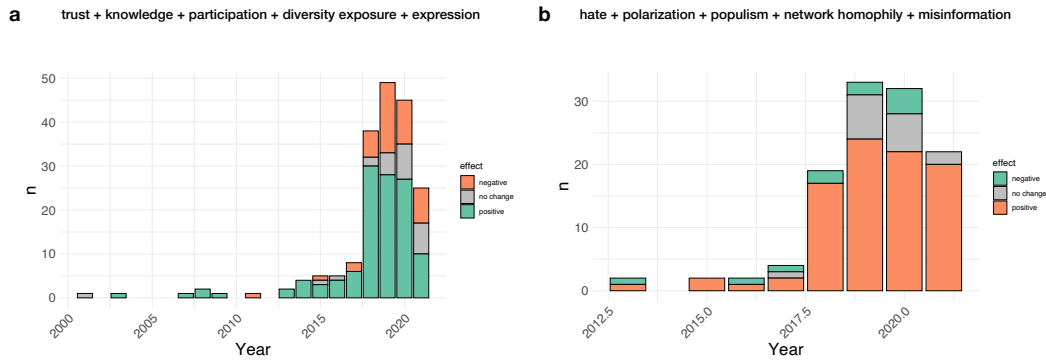 a
trust + knowledge + participation + diversity exposure + expression
50
40
30
20
10
0
n
2000
2005
2010
2015
2020
Year
effect
negative
no change
positive
b
hate + polarization + populism + network homophily + misinformation
30
20
10
0
n
2012.5
2015.0
2017.5
2020.0
Year
effect
negative
no change
positive